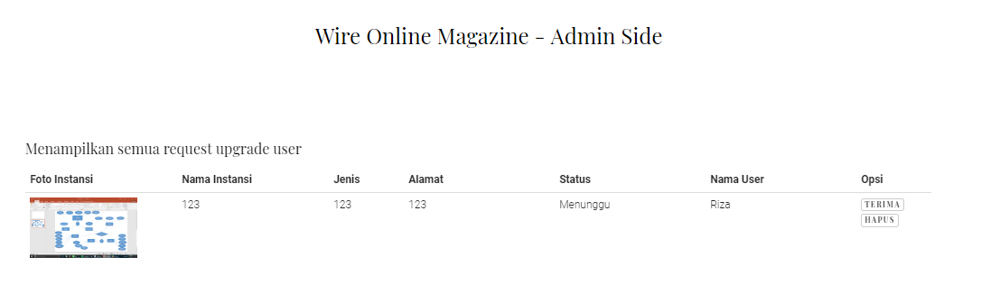 Wire Online Magazine - Admin Side
Menampilkan semua request upgrade user
Foto Instansi Nama Instansi Jenis Alamat Status Nama User Opsi
123 123 123 Menunggu Riza TERIMA
HAPUS